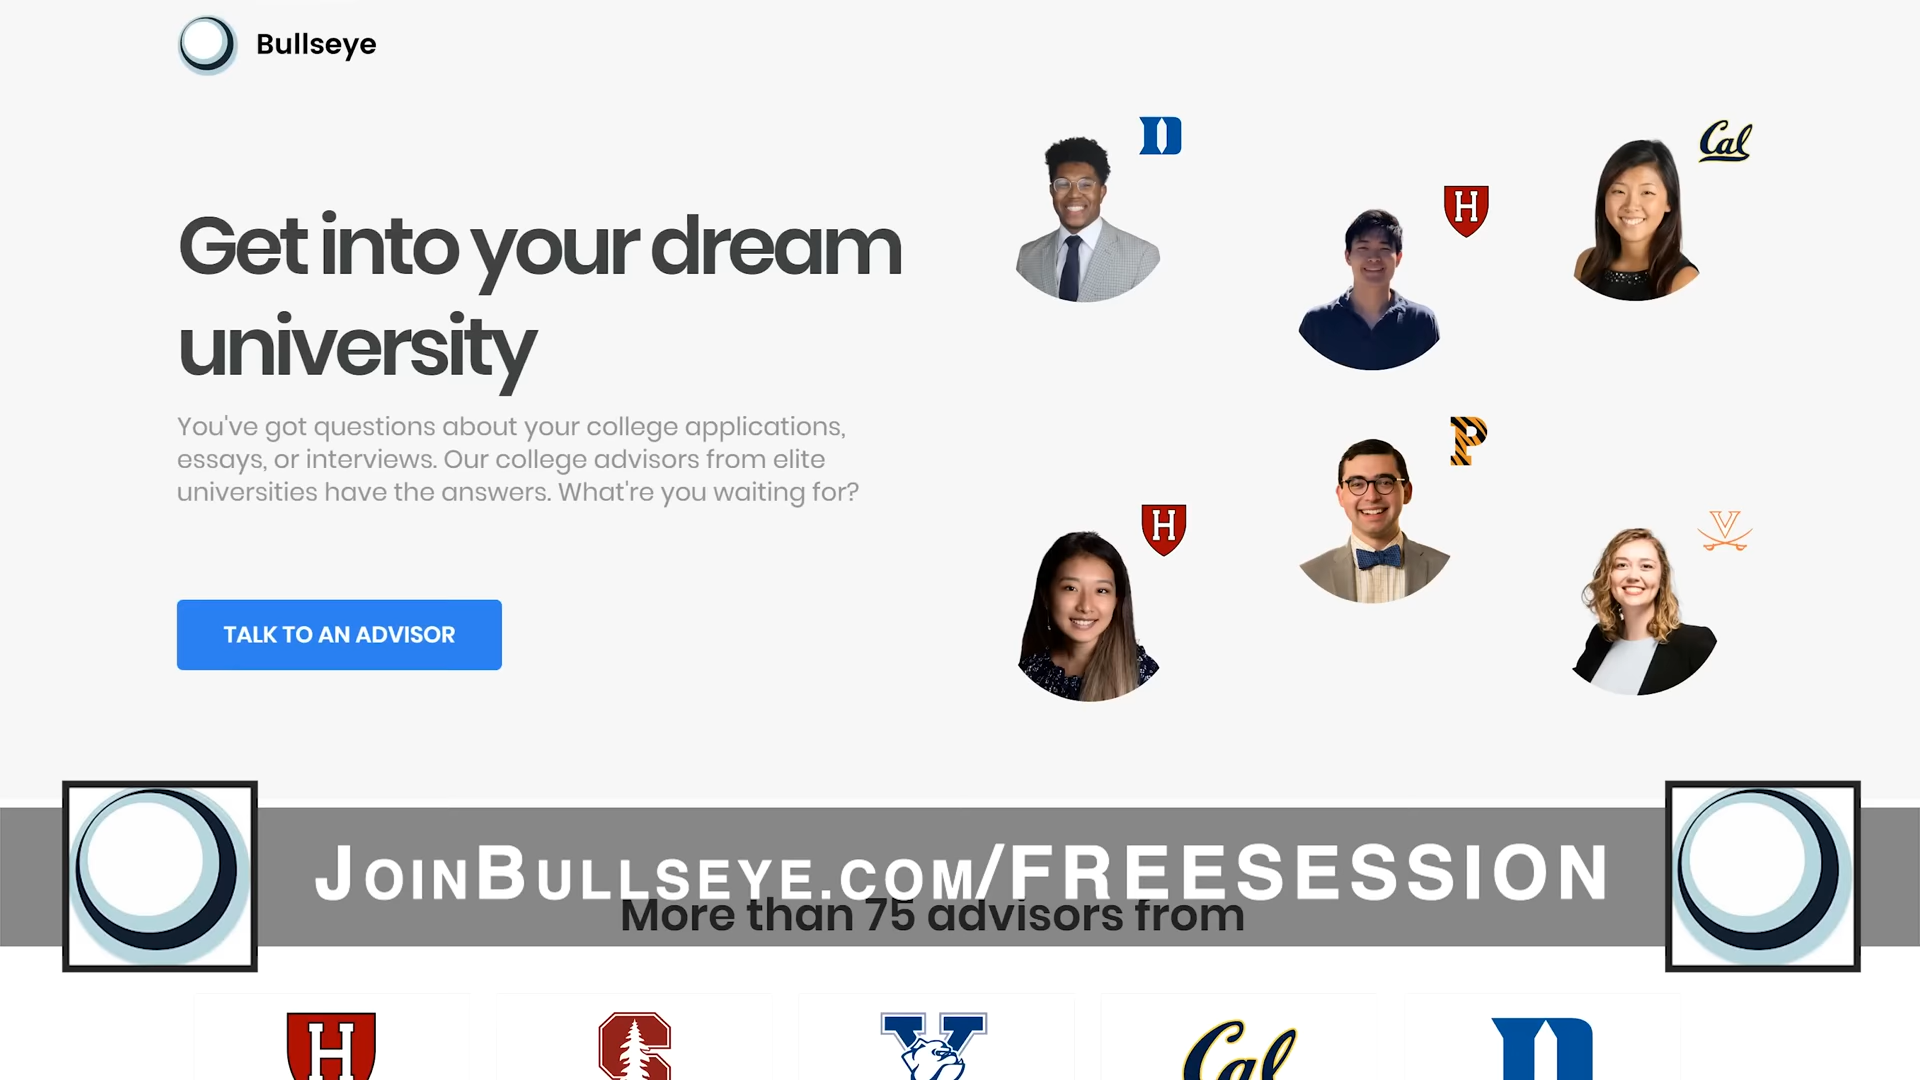 Bullseye
Get into your dream
university
You've got questions about your college applications,
essays, or interviews. Our college advisors from elite
universities have the answers. What're you waiting for?
TALK TO AN ADVISOR
D
H
Cal
P
H
V
JoinBullseye.com/FREESESSION
More than 75 advisors from
H
S
Y
Cal
D